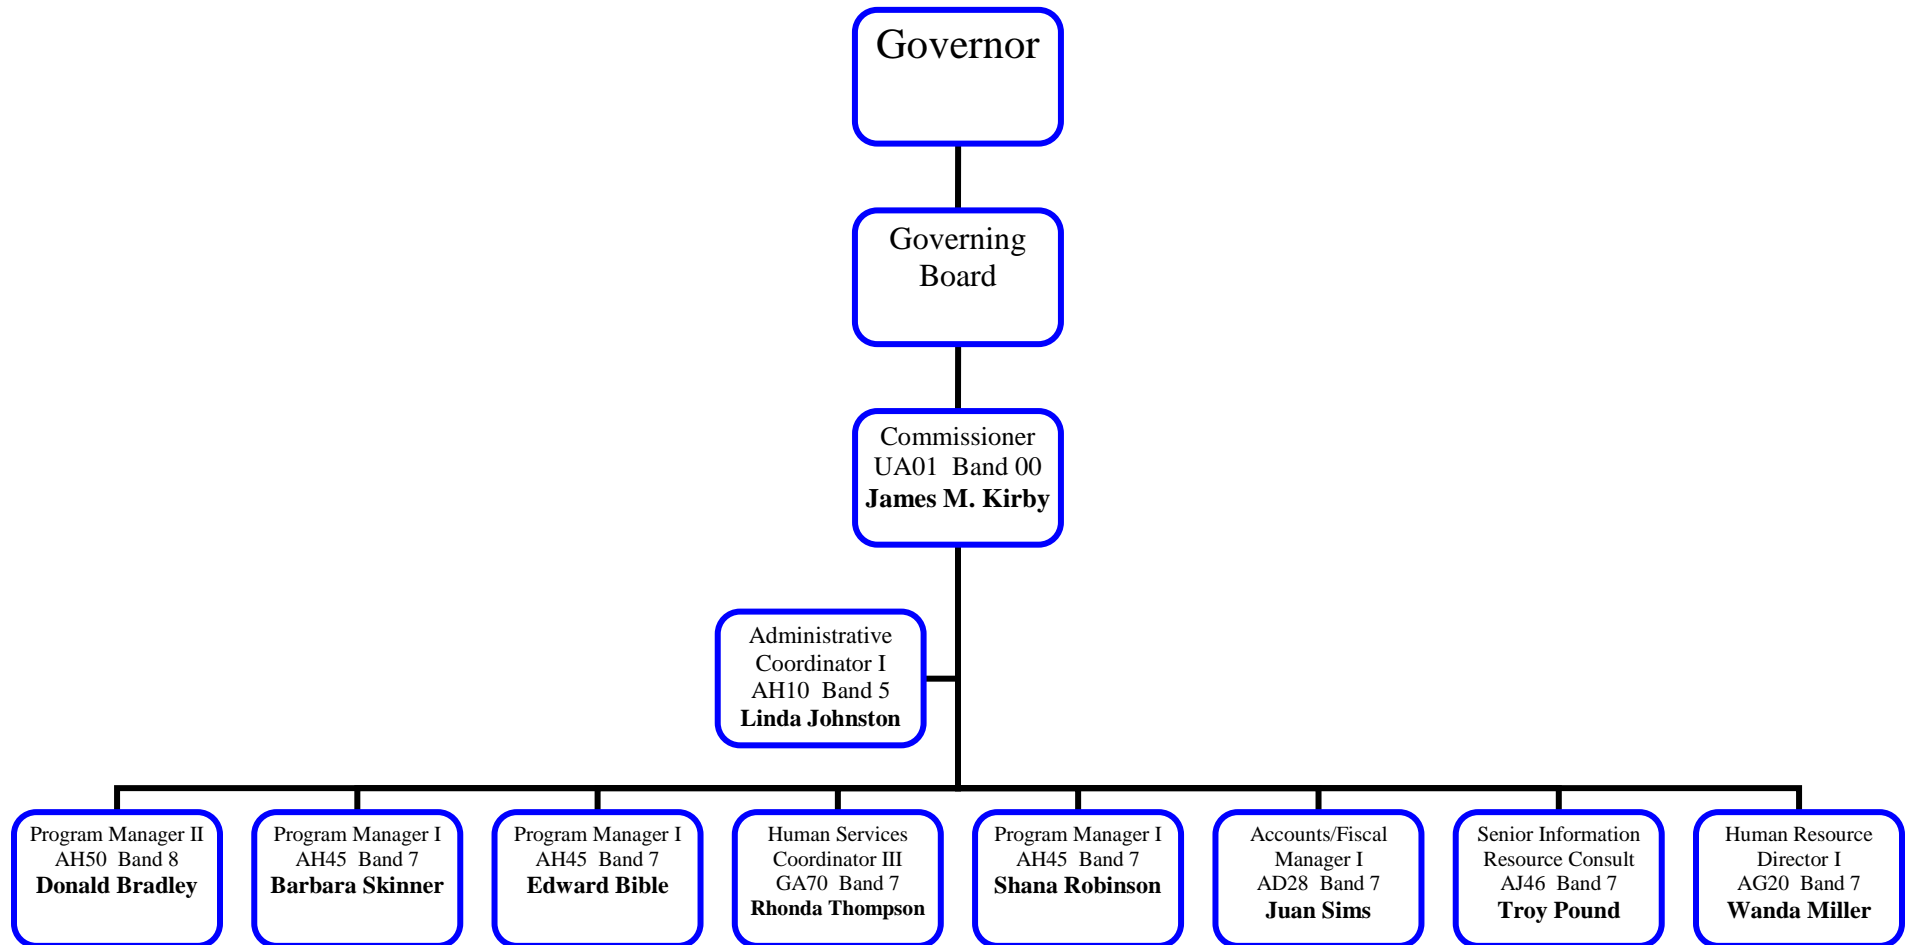 Governor
Governing
Board
Commissioner
UA01  Band 00
James M. Kirby
Administrative
Coordinator I
AH10  Band 5
Linda Johnston
Program Manager II
AH50  Band 8
Donald Bradley
Program Manager I
AH45  Band 7
Barbara Skinner
Program Manager I
AH45  Band 7
Edward Bible
Human Services
Coordinator III
GA70  Band 7
Rhonda Thompson
Program Manager I
AH45  Band 7
Shana Robinson
Accounts/Fiscal
Manager I
AD28  Band 7
Juan Sims
Senior Information
Resource Consult
AJ46  Band 7
Troy Pound
Human Resource
Director I
AG20  Band 7
Wanda Miller